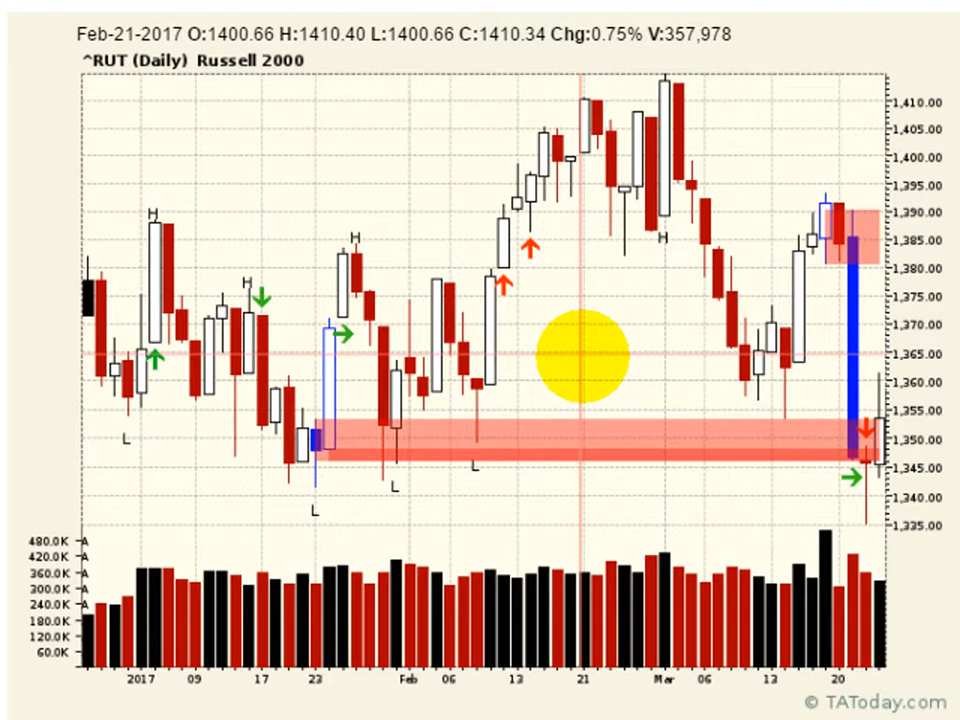 Feb-21-2017 O:1400.66 H:1410.40 L:1400.66 C:1410.34 Chg:0.75% V:357,978
^RUT (Daily) Russell 2000
1,410.00
1,405.00
1,400.00
1,395.00
H
1,390.00
H
H
1,385.00
1,380.00
H
1,375.00
1,370.00
1,365.00
1,360.00
1,355.00
L
1,350.00
L
1,345.00
L
1,340.00
L
1,335.00
480.0K A
420.0K A
360.0K A
300.0K A
240.0K A
180.0K
120.0K
60.0K
2017 09 17 23 Feb 06 13 21 Mar 06 13 20
© TAToday.com